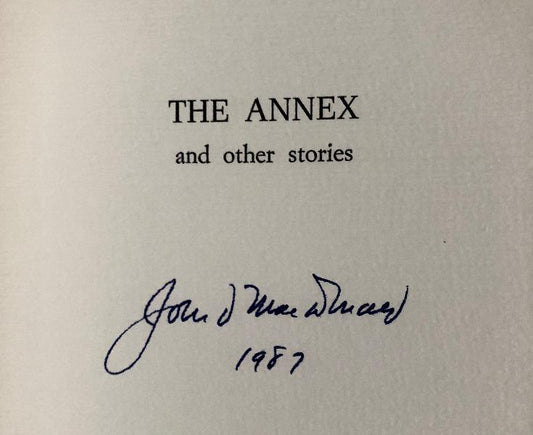 THE ANNEX
and other stories
John D MacDonald
1987